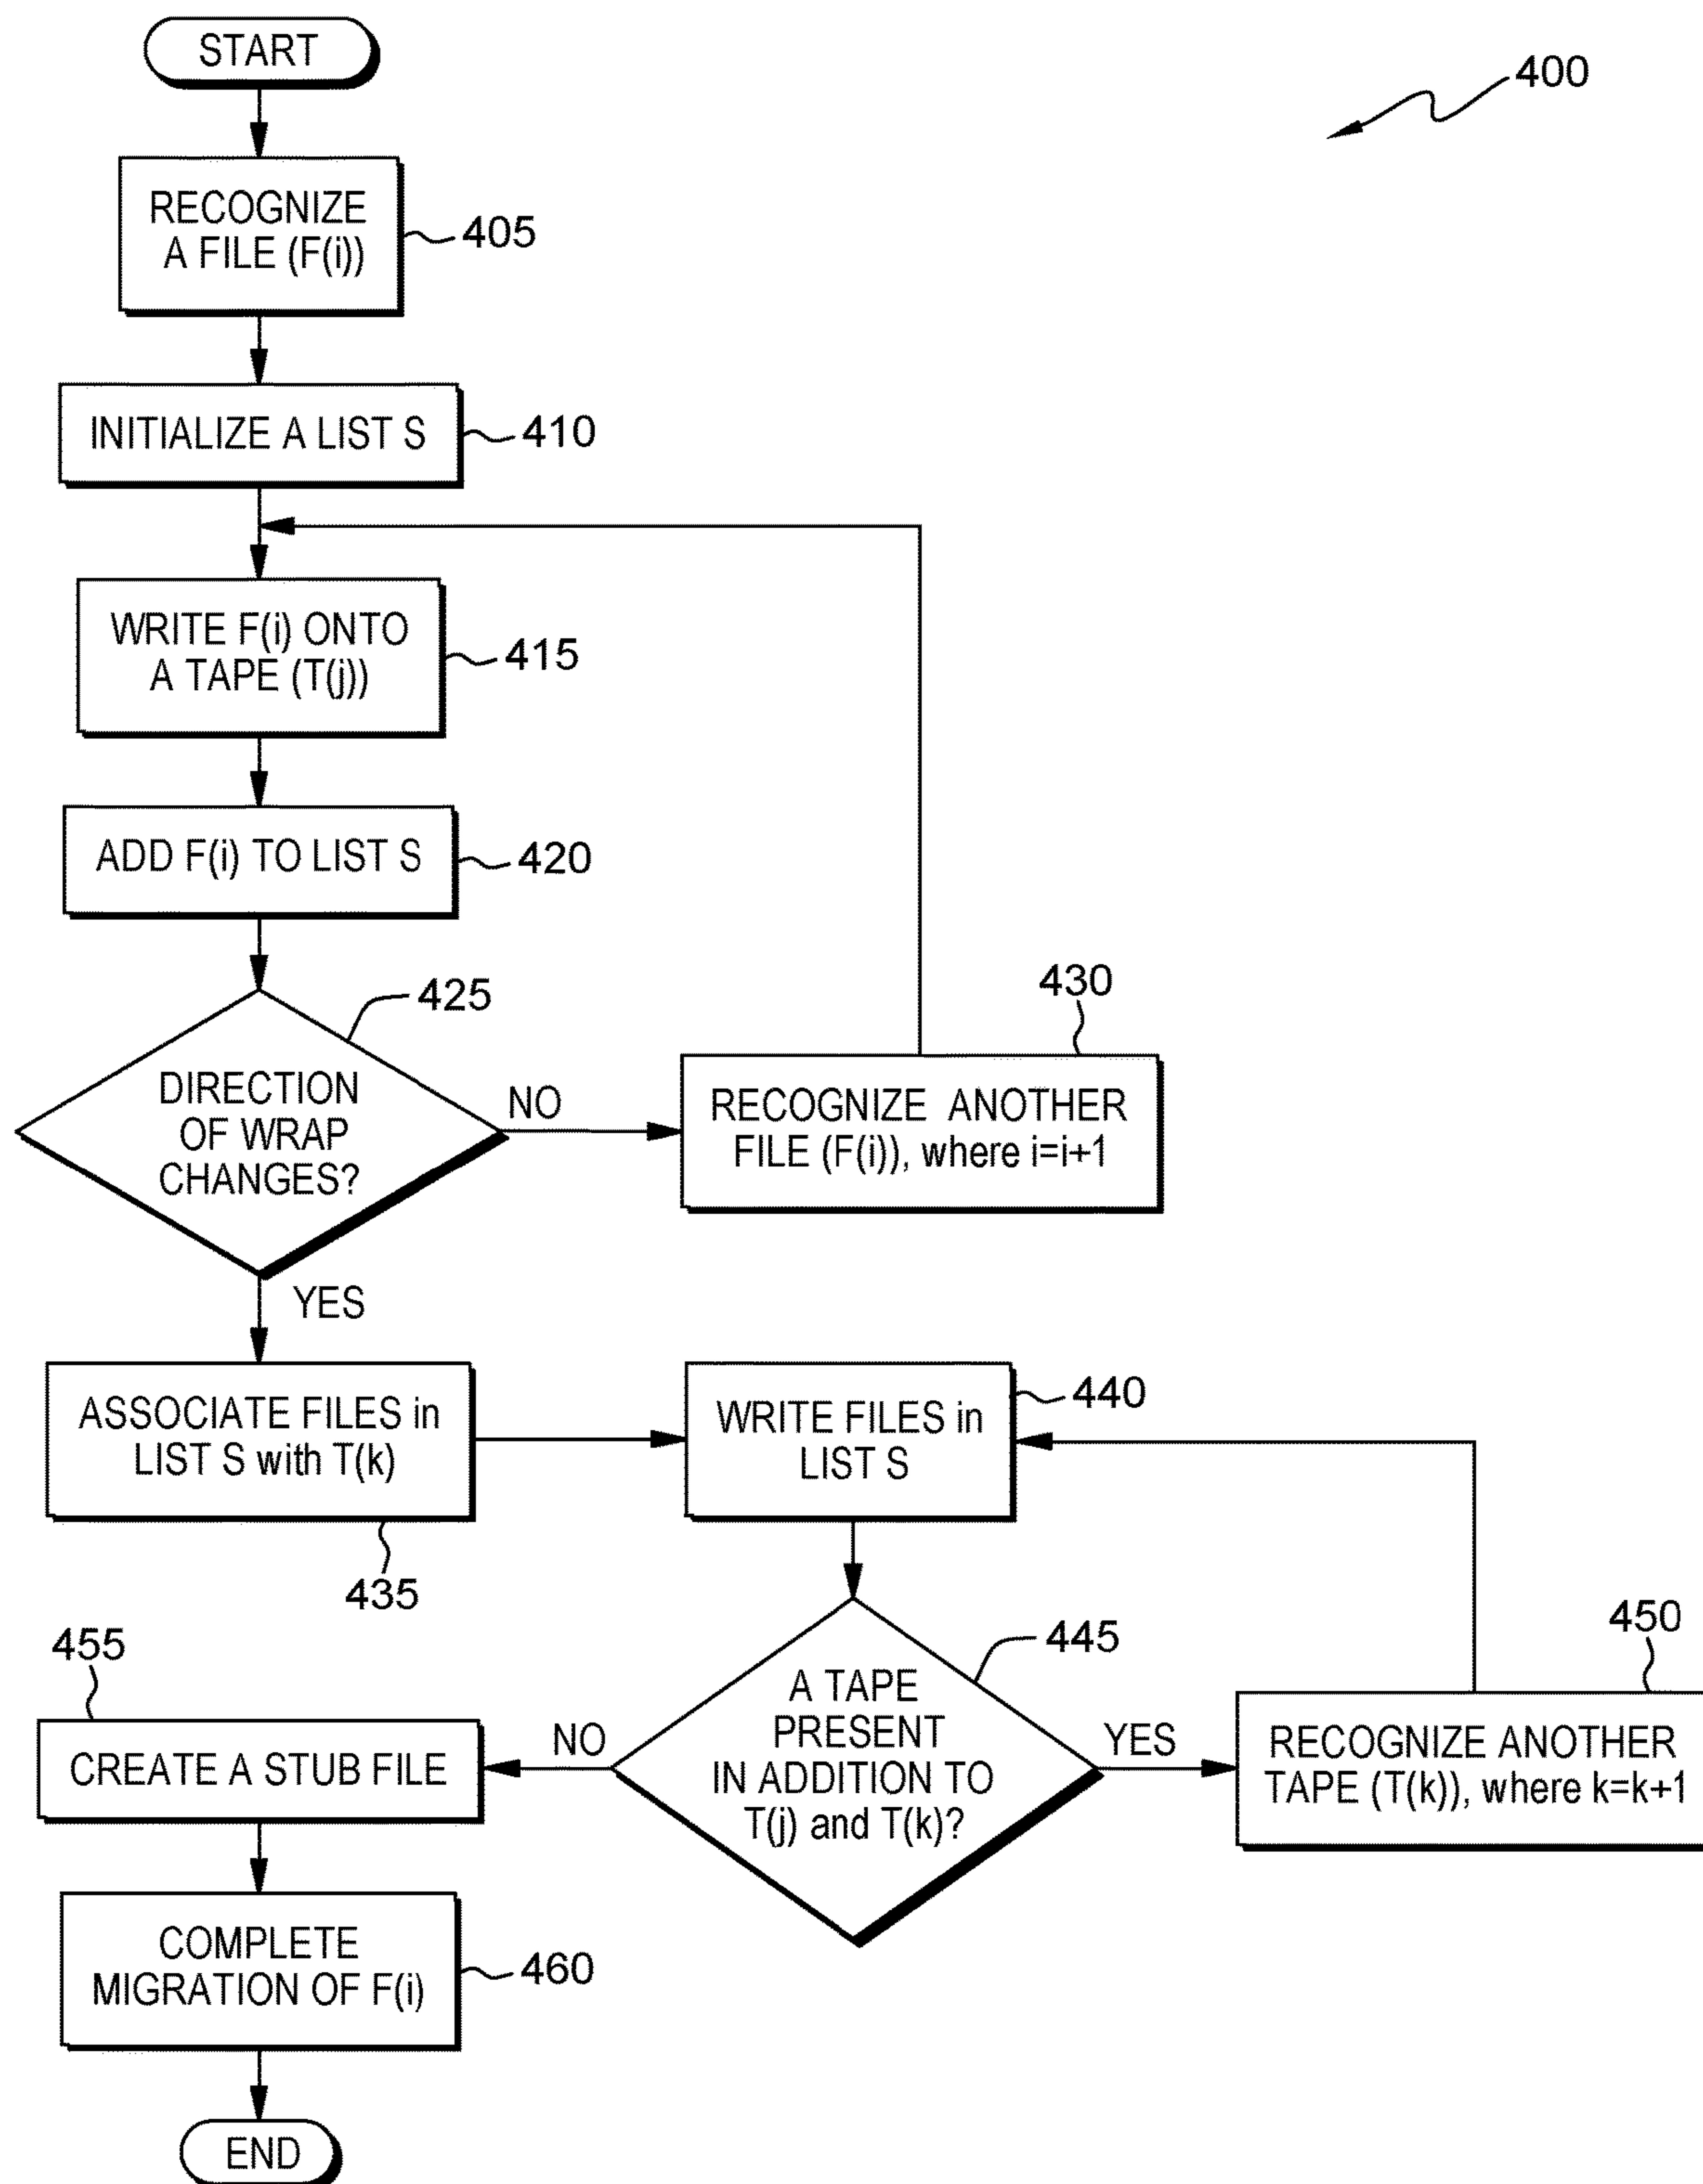 START
400
RECOGNIZE
A FILE (F(i))
405
INITIALIZE A LIST S
410
WRITE F(i) ONTO
A TAPE (T(j))
415
ADD F(i) TO LIST S
420
425
DIRECTION
OF WRAP
CHANGES?
NO
430
RECOGNIZE ANOTHER
FILE (F(i)), where i=i+1
YES
ASSOCIATE FILES in
LIST S with T(k)
435
WRITE FILES in
LIST S
440
445
A TAPE
PRESENT
IN ADDITION TO
T(j) and T(k)?
YES
450
RECOGNIZE ANOTHER
TAPE (T(k)), where k=k+1
NO
455
CREATE A STUB FILE
COMPLETE
MIGRATION OF F(i)
460
END